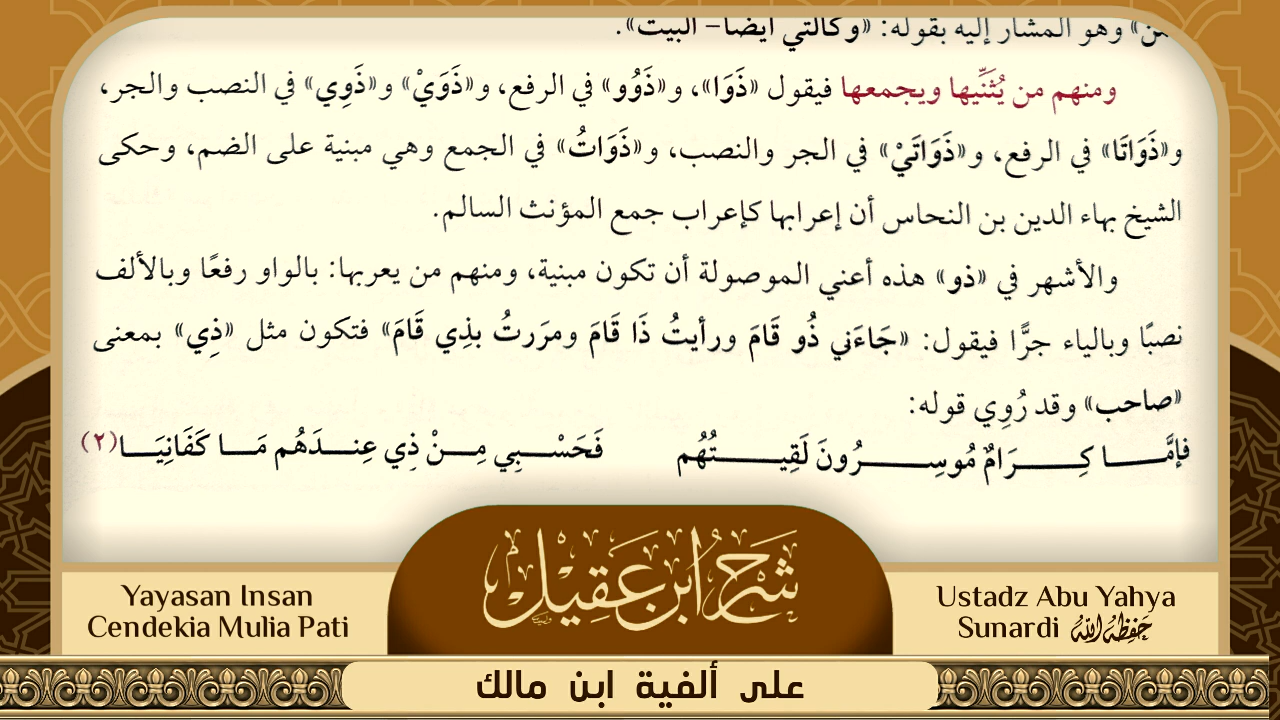 من» وهو المشار إليه بقوله: «وكالتي أيضا– البيت».
ومنهم من يُثَنِّيها ويجمعها فيقول «ذَوَا»، و«ذَوُو» في الرفع، و«ذَوَيْ» و«ذَوِي» في النصب والجر،
و«ذَوَاتَا» في الرفع، و«ذَوَاتَيْ» في الجر والنصب، و«ذَوَاتُ» في الجمع وهي مبنية على الضم، وحكى
الشيخ بهاء الدين بن النحاس أن إعرابها كإعراب جمع المؤنث السالم.
والأشهر في «ذو» هذه أعني الموصولة أن تكون مبنية، ومنهم من يعربها: بالواو رفعًا وبالألف
نصبًا وبالياء جرًّا فيقول: «جَاءَني ذُو قَامَ ورأيتُ ذَا قَامَ ومرَرتُ بذِي قَامَ» فتكون مثل «ذِي» بمعنى
«صاحب» وقد رُوِي قوله:
فإمَّا كِرَامٌ مُوسِرُونَ لَقِيتُهُم فَحَسْبِي مِنْ ذِي عِندَهُم مَا كَفَانِيَا(٢)
شرح ابن عقيل
Yayasan Insan
Cendekia Mulia Pati
Ustadz Abu Yahya
Sunardi حفظه الله
على ألفية ابن مالك